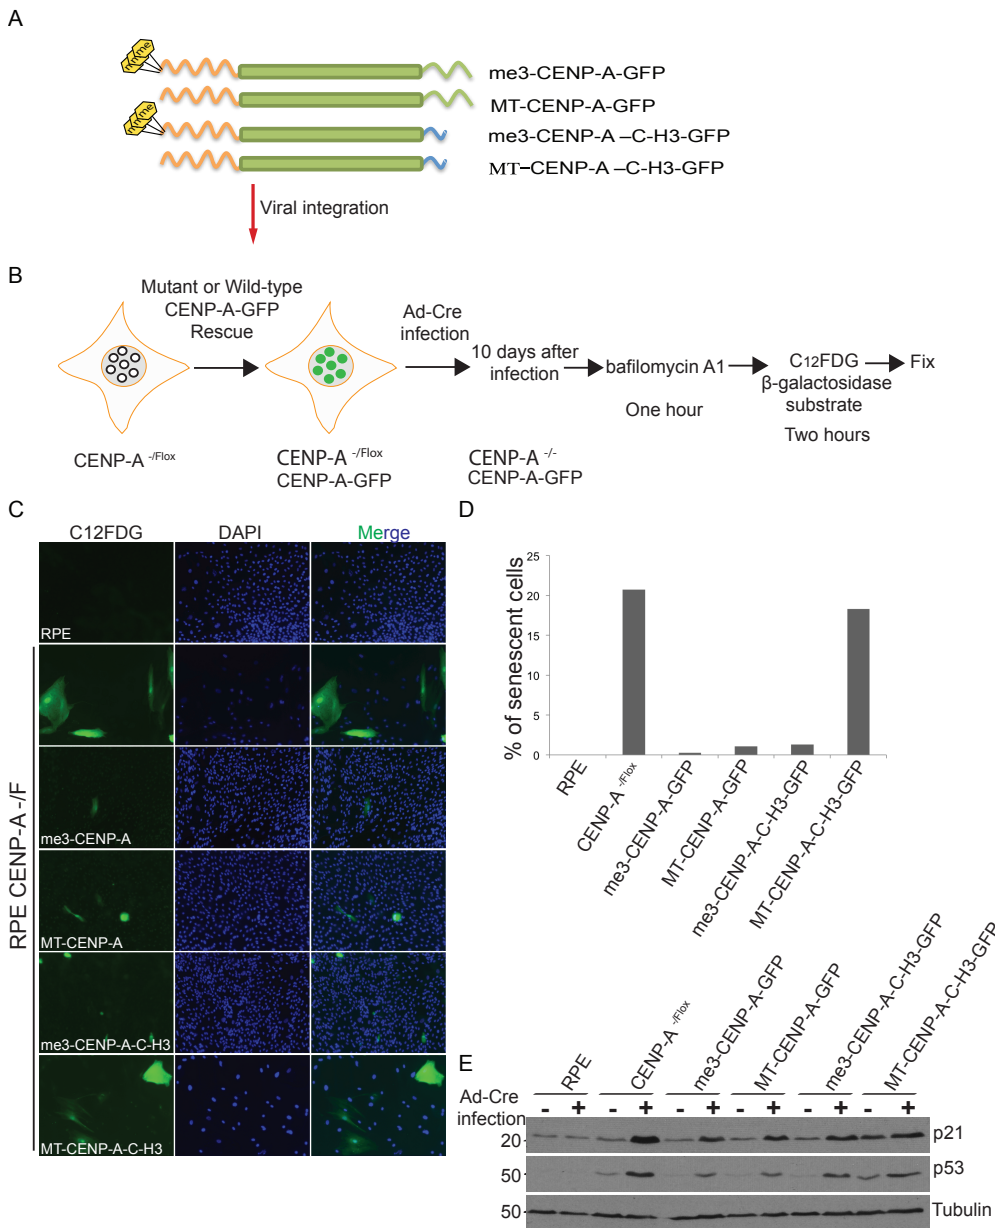 A
me3-CENP-A-GFP
MT-CENP-A-GFP
me3-CENP-A –C-H3-GFP
MT–CENP-A –C-H3-GFP
Viral integration
B
Mutant or Wild-type
CENP-A-GFP
Rescue
Ad-Cre
infection
10 days after
infection
bafilomycin A1
One hour
C12FDG
β-galactosidase
substrate
Two hours
Fix
CENP-A -/Flox
CENP-A -/Flox
CENP-A-GFP
CENP-A -/-
CENP-A-GFP
C
C12FDG
DAPI
Merge
RPE CENP-A -/F
RPE
me3-CENP-A
MT-CENP-A
me3-CENP-A-C-H3
MT-CENP-A-C-H3
D
% of senescent cells
25
20
15
10
5
0
RPE
CENP-A -/Flox
me3-CENP-A-GFP
MT-CENP-A-GFP
me3-CENP-A-C-H3-GFP
MT-CENP-A-C-H3-GFP
E
RPE
CENP-A -/Flox
me3-CENP-A-GFP
MT-CENP-A-GFP
me3-CENP-A-C-H3-GFP
MT-CENP-A-C-H3-GFP
Ad-Cre
infection
- + - + - + - + - + - +
20
p21
50
p53
50
Tubulin